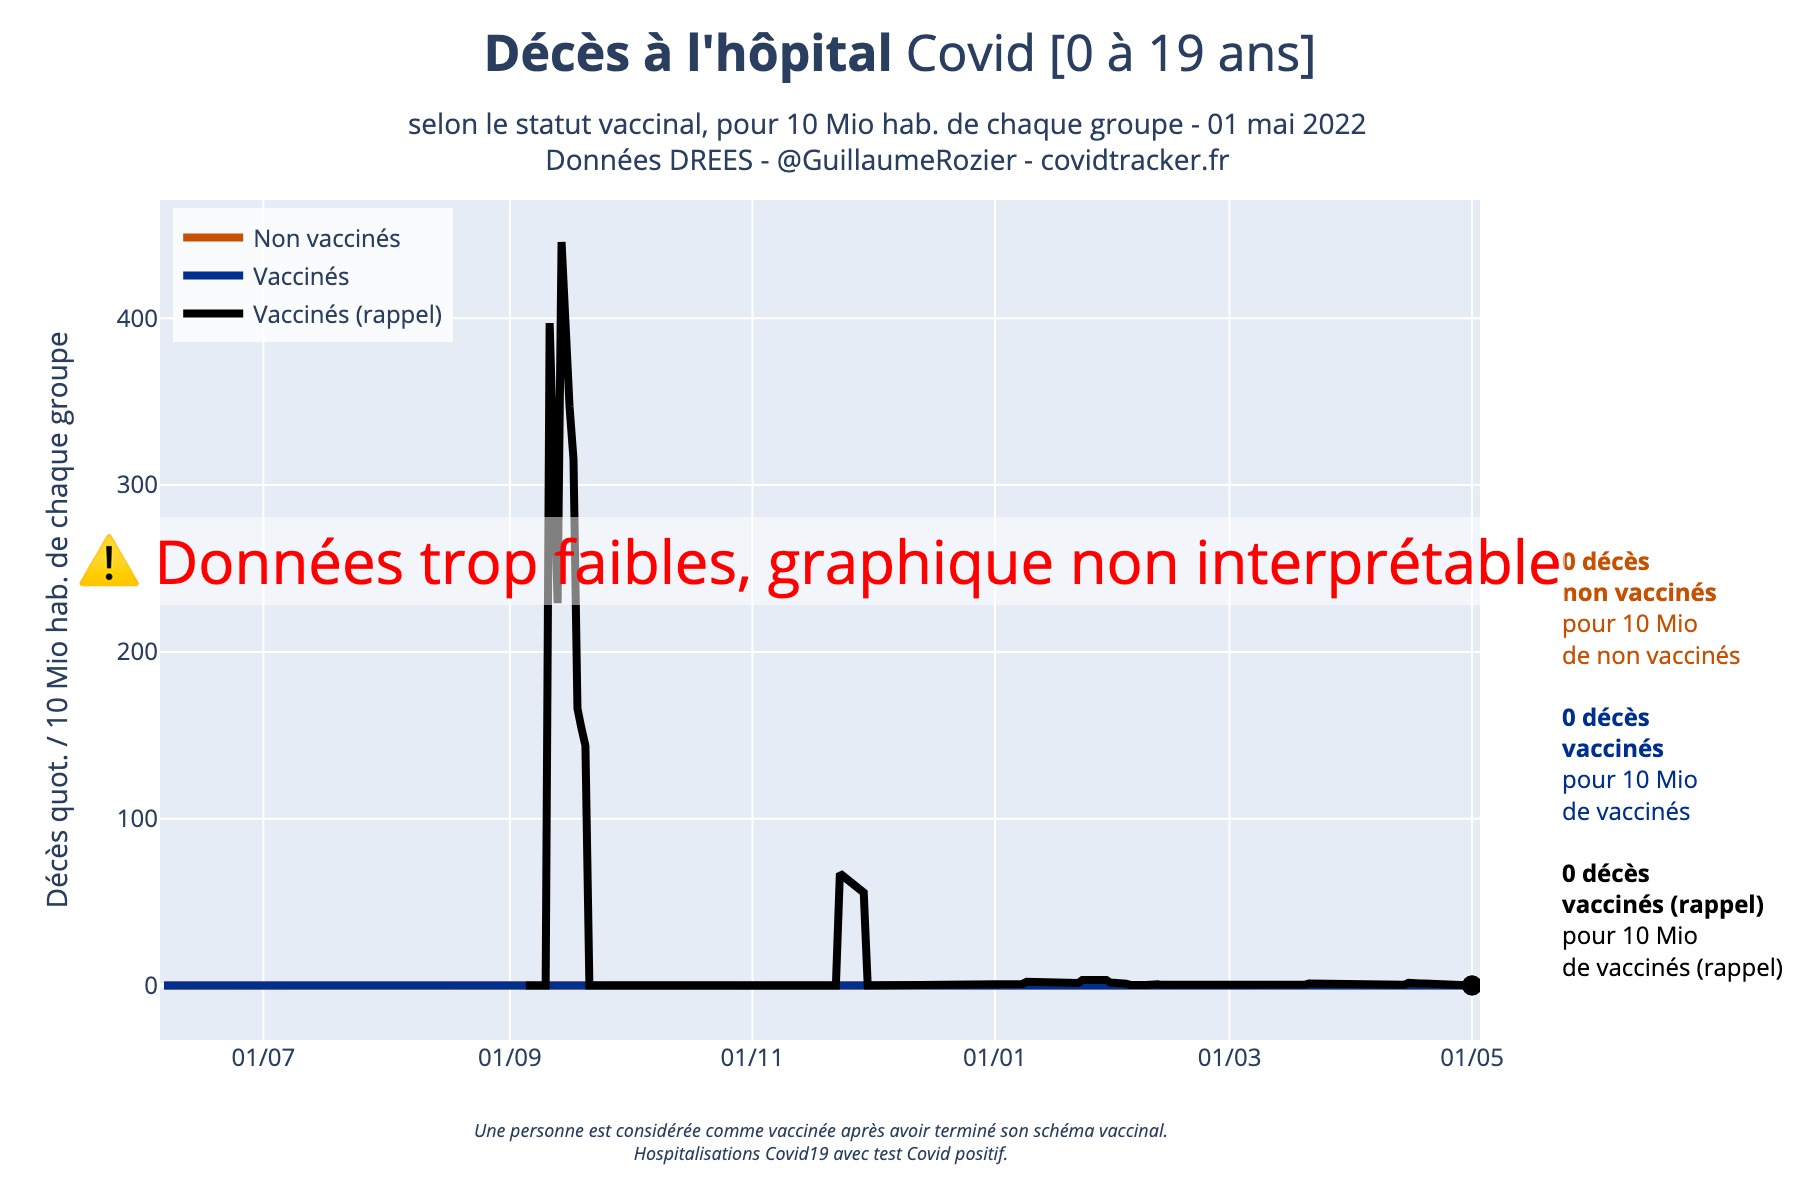 Décès à l'hôpital Covid [0 à 19 ans]
selon le statut vaccinal, pour 10 Mio hab. de chaque groupe - 01 mai 2022
Données DREES - @GuillaumeRozier - covidtracker.fr
Non vaccinés
Vaccinés
Vaccinés (rappel)
Décès quot. / 10 Mio hab. de chaque groupe
400
300
200
100
0
⚠️ Données trop faibles, graphique non interprétable
0 décès
non vaccinés
pour 10 Mio
de non vaccinés
0 décès
vaccinés
pour 10 Mio
de vaccinés
0 décès
vaccinés (rappel)
pour 10 Mio
de vaccinés (rappel)
01/07
01/09
01/11
01/01
01/03
01/05
Une personne est considérée comme vaccinée après avoir terminé son schéma vaccinal.
Hospitalisations Covid19 avec test Covid positif.